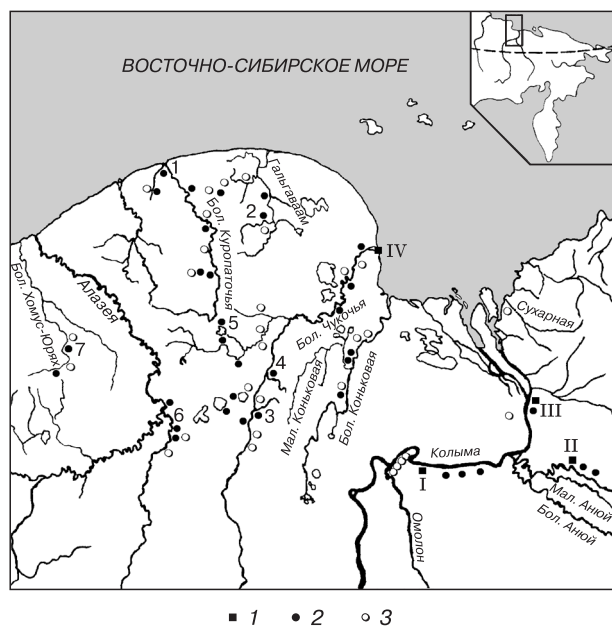 ВОСТОЧНО-СИБИРСКОЕ МОРЕ
1
Гальгаваам
2
Бол. Куропаточья
IV
Бол. Хомус-Юрях
Алазея
Сухарная
5
Бол. Чукочья
7
4
Мал. Коньковая
Бол. Коньковая
6
3
III
Колыма
II
I
Мал. Анюй
Бол. Анюй
Омолон
1 2 3